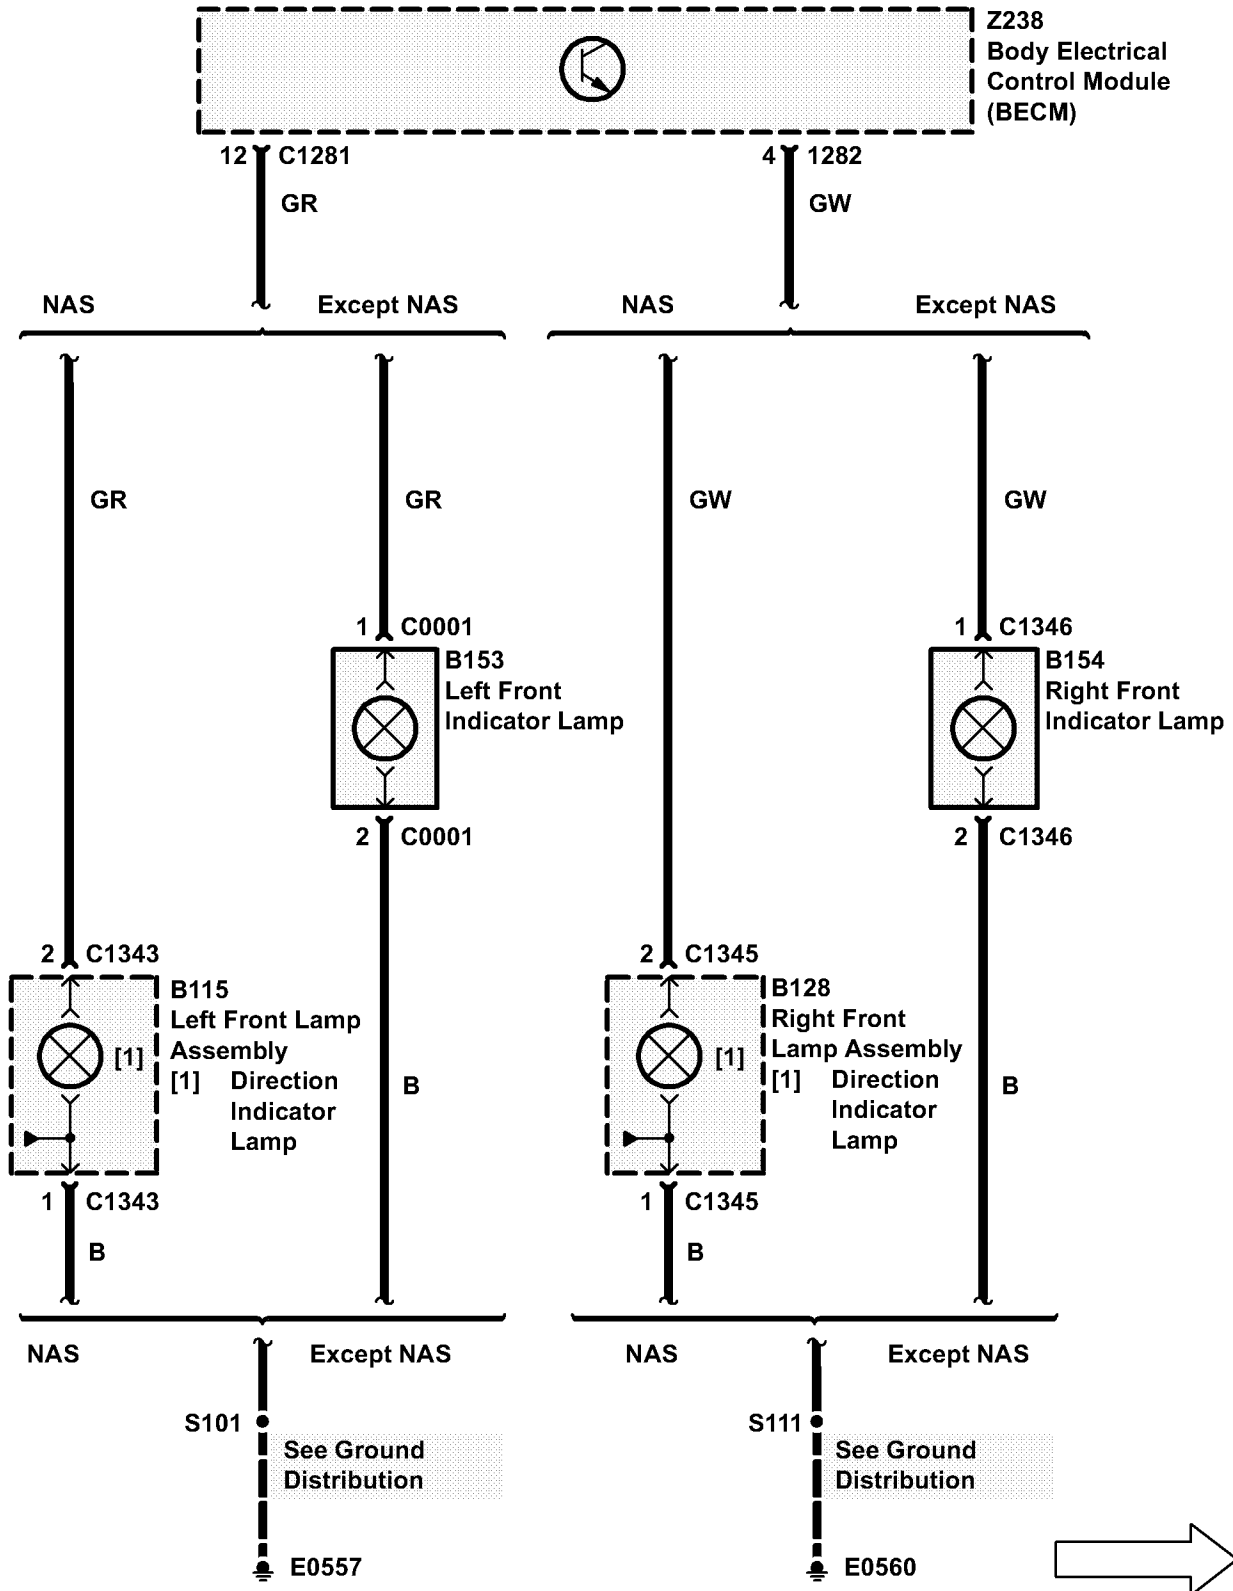 Z238
Body Electrical
Control Module
(BECM)
12 C1281
4 1282
GR
GW
NAS
Except NAS
NAS
Except NAS
GR
GR
GW
GW
1 C0001
B153
Left Front
Indicator Lamp
2 C0001
1 C1346
B154
Right Front
Indicator Lamp
2 C1346
2 C1343
B115
Left Front Lamp
Assembly
[1]
[1] Direction
Indicator
Lamp
1 C1343
B
B
2 C1345
B128
Right Front
Lamp Assembly
[1]
[1] Direction
Indicator
Lamp
1 C1345
B
B
NAS
Except NAS
NAS
Except NAS
S101
See Ground
Distribution
E0557
S111
See Ground
Distribution
E0560